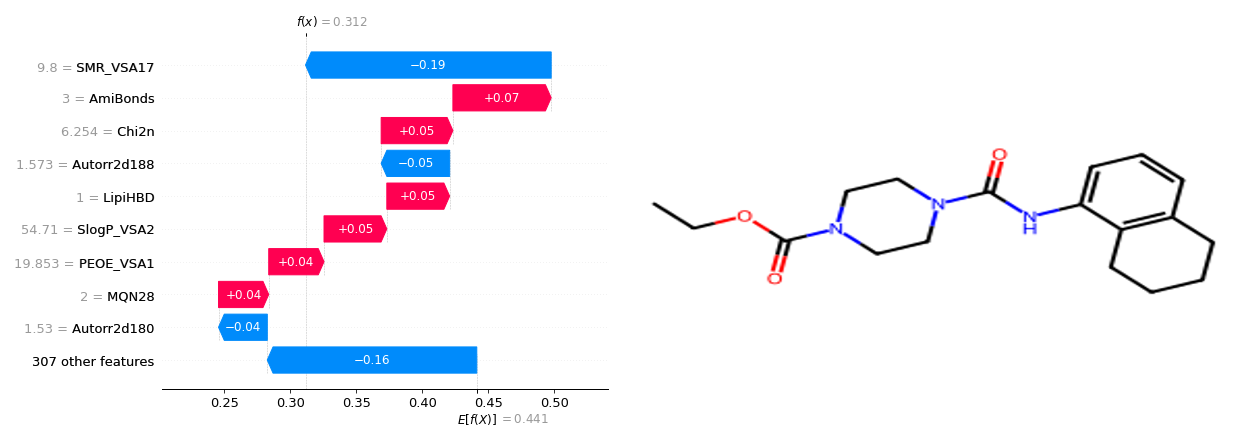 f(x) = 0.312
9.8 = SMR_VSA17
−0.19
3 = AmiBonds
+0.07
6.254 = Chi2n
+0.05
1.573 = Autorr2d188
−0.05
1 = LipiHBD
+0.05
54.71 = SlogP_VSA2
+0.05
19.853 = PEOE_VSA1
+0.04
2 = MQN28
+0.04
1.53 = Autorr2d180
−0.04
307 other features
−0.16
0.25 0.30 0.35 0.40 0.45 0.50
E[f(X)] = 0.441
O
O
N
N
O
N
H
O